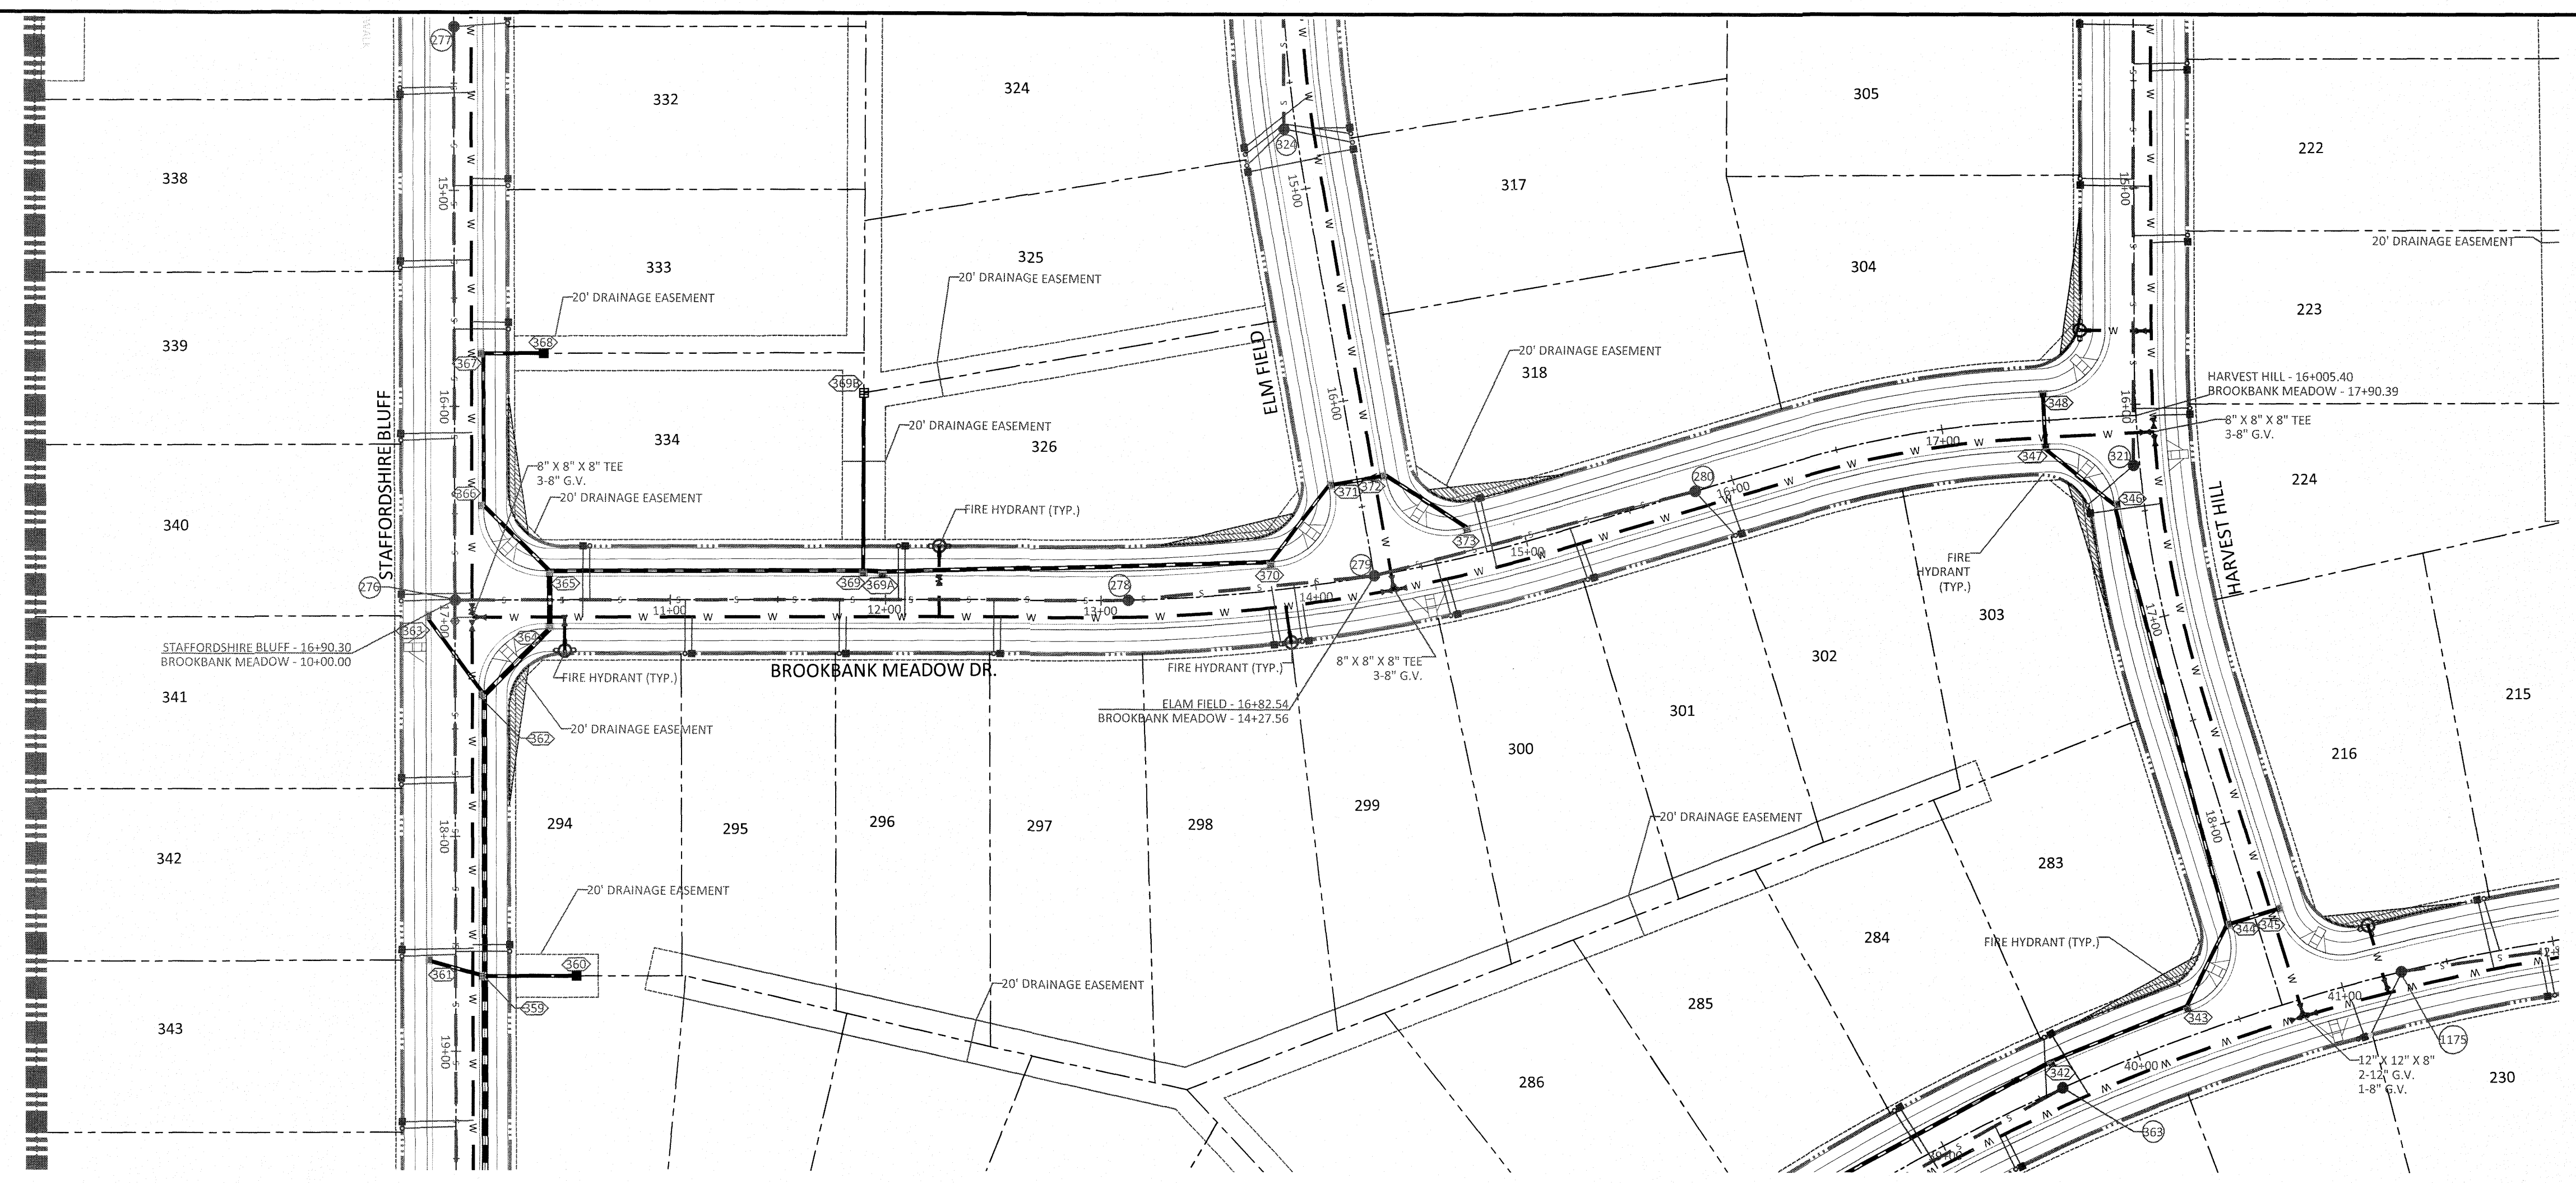 277
WALL
332
324
305
222
338
324
317
15+00
15+00
15+00
333
325
20' DRAINAGE EASEMENT
304
20' DRAINAGE EASEMENT
223
20' DRAINAGE EASEMENT
339
368
367
369B
ELM FIELD
20' DRAINAGE EASEMENT
318
HARVEST HILL - 16+005.40
BROOKBANK MEADOW - 17+90.39
8" X 8" X 8" TEE
3-8" G.V.
348
16+00
16+00
16+00
STAFFORDSHIRE BLUFF
334
20' DRAINAGE EASEMENT
326
17+00
347
321
8" X 8" X 8" TEE
3-8" G.V.
20' DRAINAGE EASEMENT
366
371
372
280
16+00
346
224
HARVEST HILL
FIRE HYDRANT (TYP.)
340
373
15+00
FIRE
HYDRANT
(TYP.)
276
365
369
369A
370
279
278
11+00
12+00
13+00
14+00
17+00
363
364
303
17+00
STAFFORDSHIRE BLUFF - 16+90.30
BROOKBANK MEADOW - 10+00.00
FIRE HYDRANT (TYP.)
BROOKBANK MEADOW DR.
FIRE HYDRANT (TYP.)
8" X 8" X 8" TEE
3-8" G.V.
302
341
ELAM FIELD - 16+82.54
BROOKBANK MEADOW - 14+27.56
301
215
20' DRAINAGE EASEMENT
362
300
216
342
18+00
294
295
296
297
298
299
20' DRAINAGE EASEMENT
18+00
283
20' DRAINAGE EASEMENT
284
FIRE HYDRANT (TYP.)
344
345
361
360
20' DRAINAGE EASEMENT
285
41+00
343
359
343
19+00
1175
286
342
40+00
12" X 12" X 8"
2-12" G.V.
1-8" G.V.
230
363
39+00